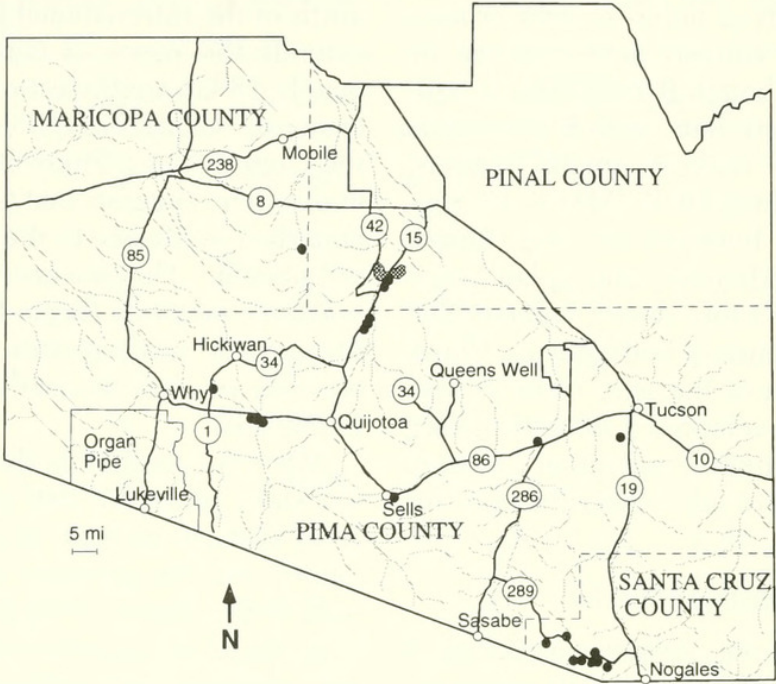 MARICOPA COUNTY
Mobile
238
PINAL COUNTY
8
42
15
85
Hickiwan
34
Queens Well
34
Why
Tucson
Quijotoa
Organ
Pipe
1
86
10
Lukeville
Sells
286
19
PIMA COUNTY
5 mi
289
SANTA CRUZ
COUNTY
Sasabe
N
Nogales